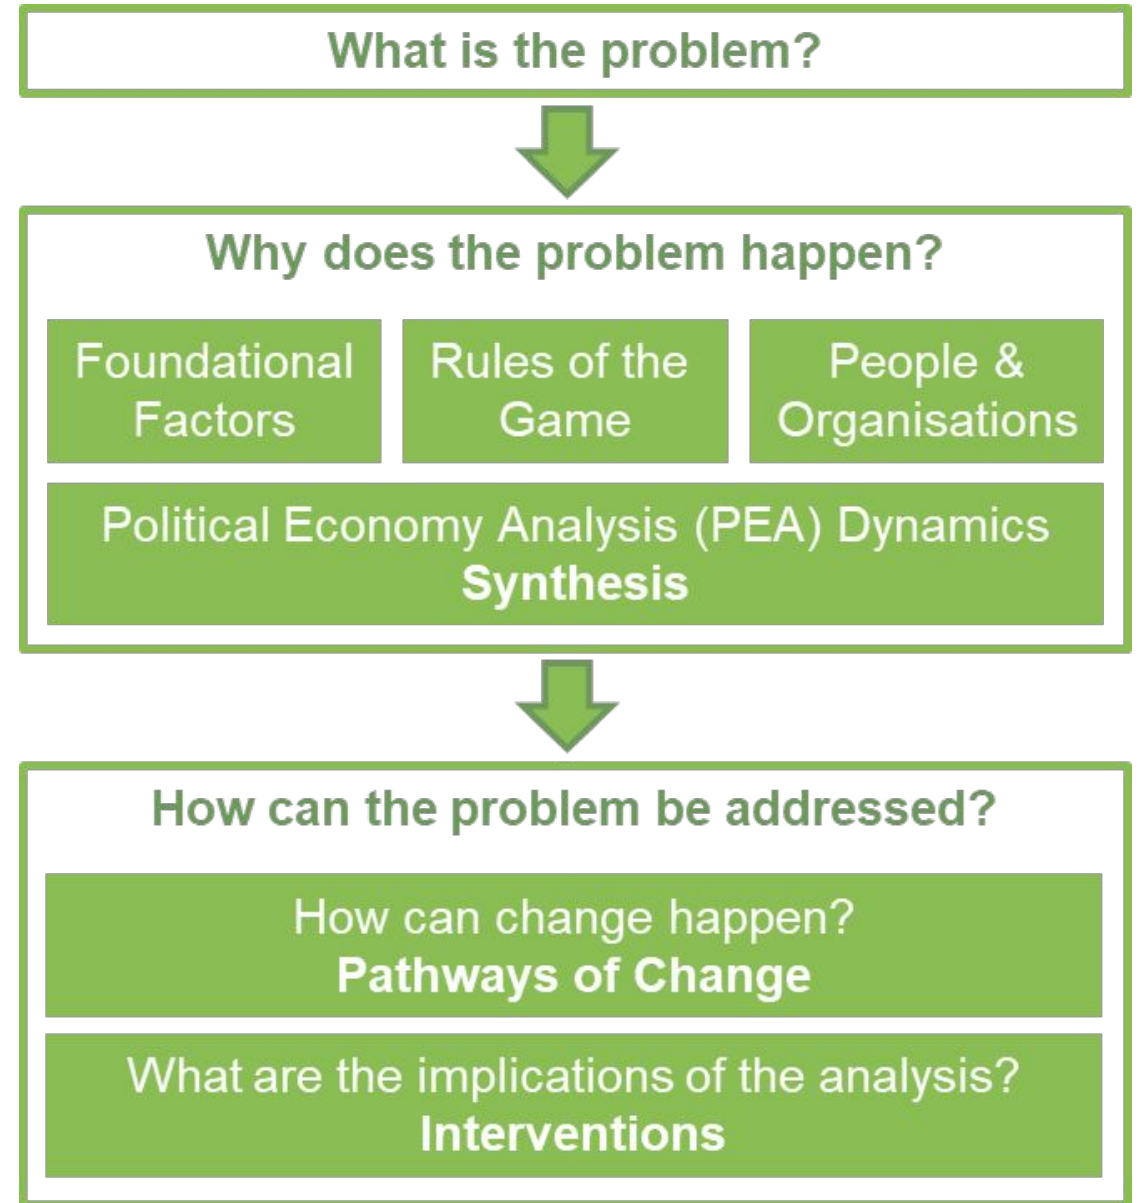 What is the problem?
Why does the problem happen?
Foundational
Factors
Rules of the
Game
People &
Organisations
Political Economy Analysis (PEA) Dynamics
Synthesis
How can the problem be addressed?
How can change happen?
Pathways of Change
What are the implications of the analysis?
Interventions